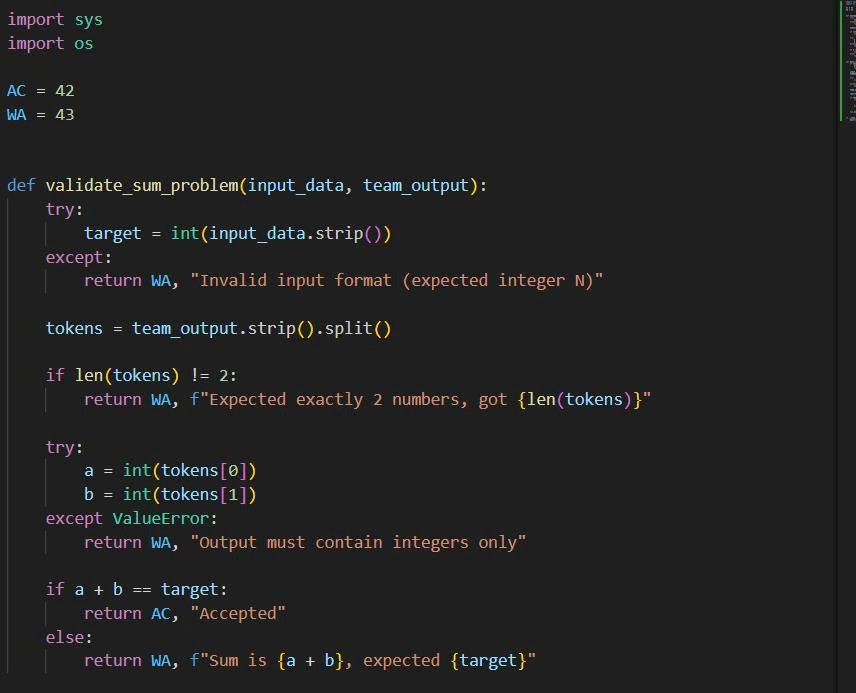 import sys
import os
AC = 42
WA = 43
def validate_sum_problem(input_data, team_output):
try:
target = int(input_data.strip())
except:
return WA, "Invalid input format (expected integer N)"
tokens = team_output.strip().split()
if len(tokens) != 2:
return WA, f"Expected exactly 2 numbers, got {len(tokens)}"
try:
a = int(tokens[0])
b = int(tokens[1])
except ValueError:
return WA, "Output must contain integers only"
if a + b == target:
return AC, "Accepted"
else:
return WA, f"Sum is {a + b}, expected {target}"